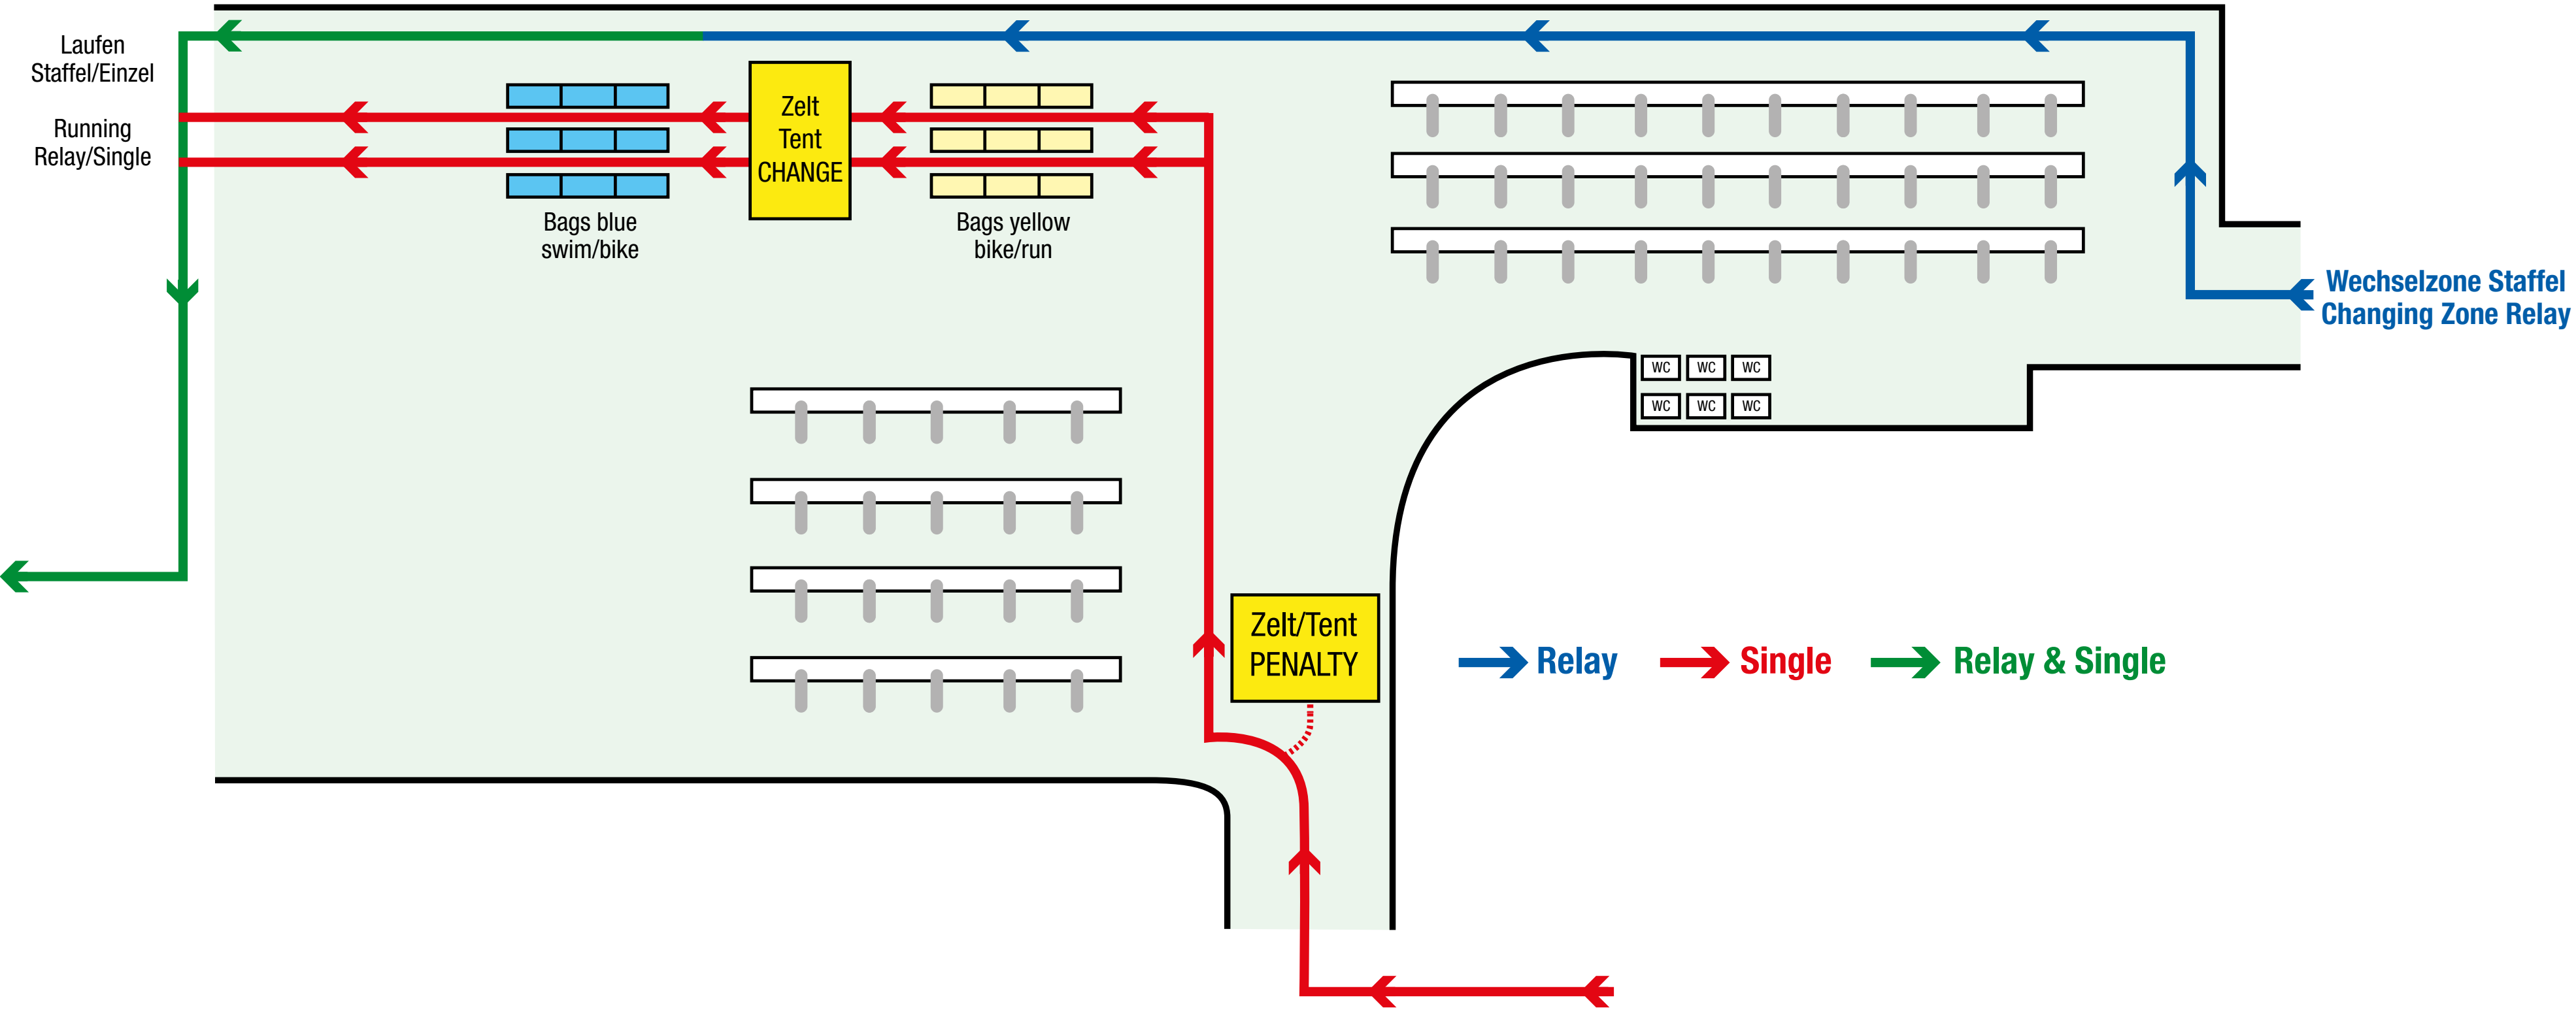 Laufen
Staffel/Einzel
Running
Relay/Single
Zelt
Tent
CHANGE
Bags blue
swim/bike
Bags yellow
bike/run
Wechselzone Staffel
Changing Zone Relay
WC WC WC
WC WC WC
Zelt/Tent
PENALTY
Relay
Single
Relay & Single